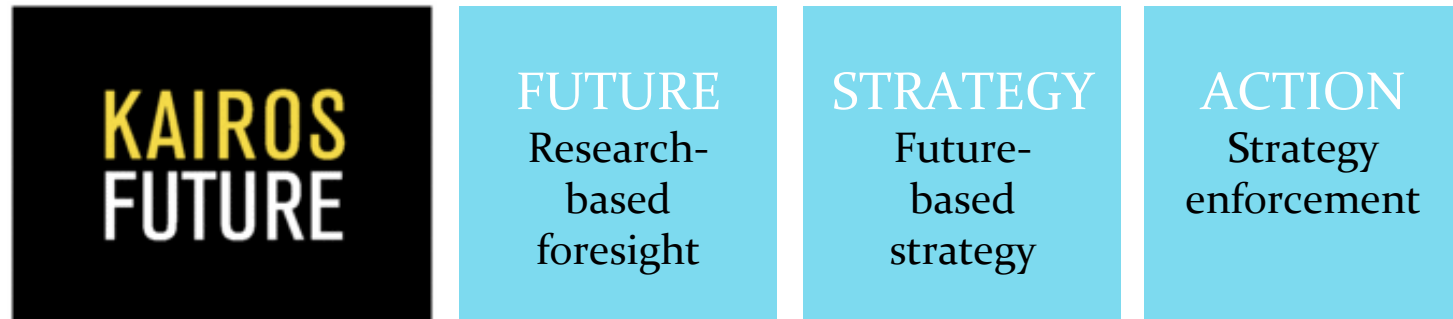 KAIROS
FUTURE
FUTURE
Research-
based
foresight
STRATEGY
Future-
based
strategy
ACTION
Strategy
enforcement